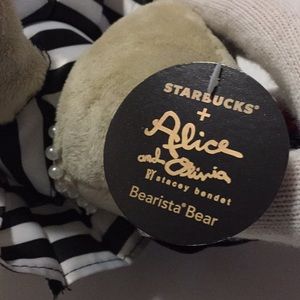 STARBUCKS®
+
Alice
and Olivia
BY stacey bendet
Bearista® Bear